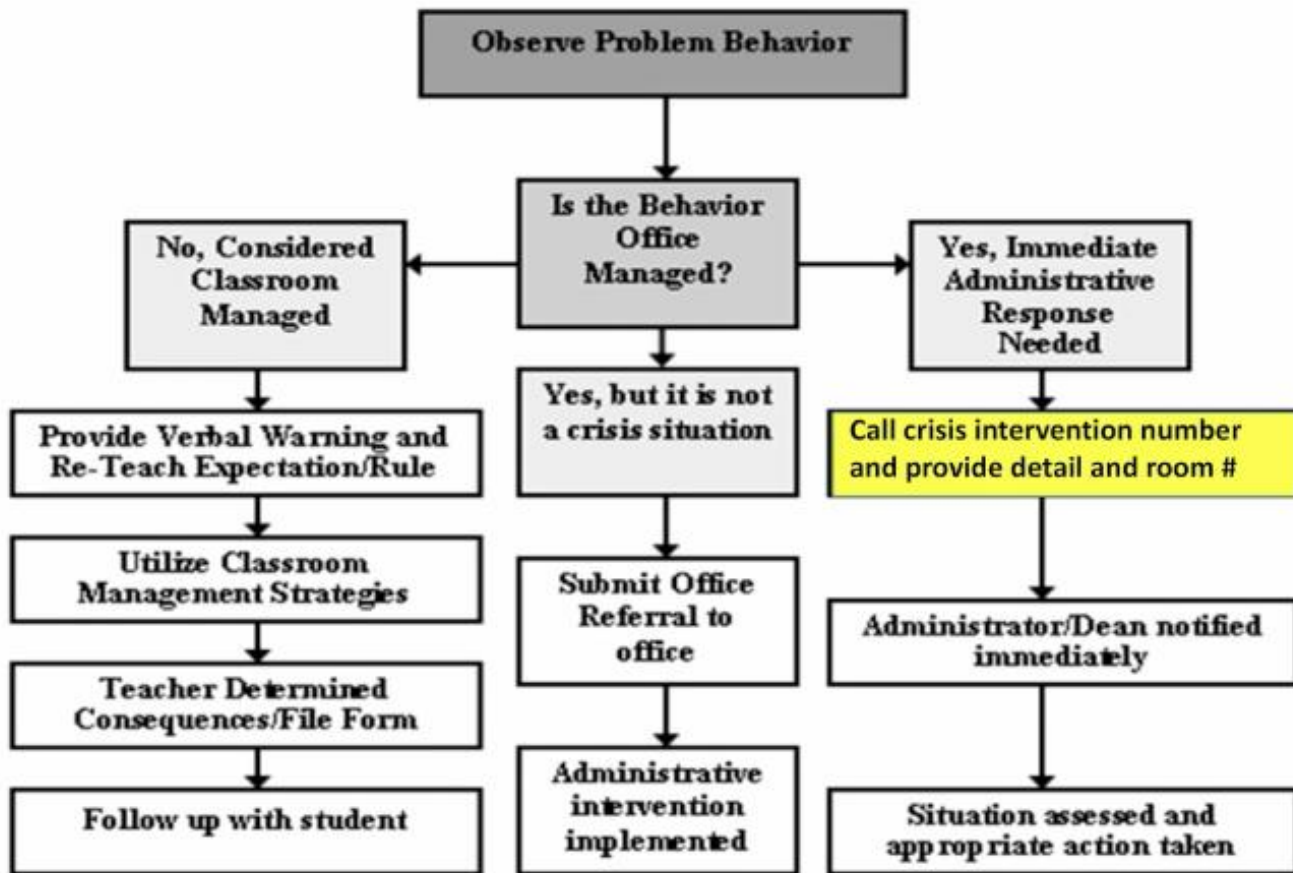 Observe Problem Behavior
Is the Behavior
Office
Managed?
No, Considered
Classroom
Managed
Provide Verbal Warning and
Re-Teach Expectation/Rule
Utilize Classroom
Management Strategies
Teacher Determined
Consequences/File Form
Follow up with student
Yes, but it is not
a crisis situation
Submit Office
Referral to
office
Administrative
intervention
implemented
Yes, Immediate
Administrative
Response
Needed
Call crisis intervention number
and provide detail and room #
Administrator/Dean notified
immediately
Situation assessed and
appropriate action taken